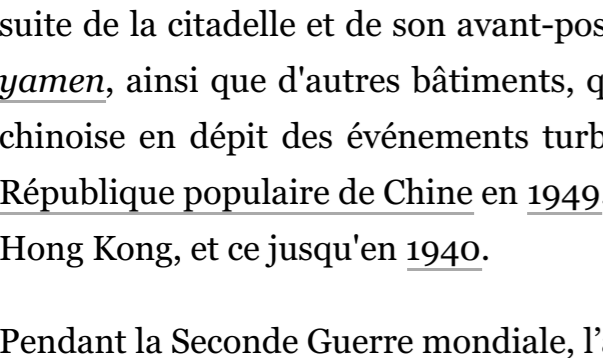 suite de la citadelle et de son avant-pos
yamen, ainsi que d'autres bâtiments, q
chinoise en dépit des événements turb
République populaire de Chine en 1949
Hong Kong, et ce jusqu'en 1940.
Pendant la Seconde Guerre mondiale, l'a